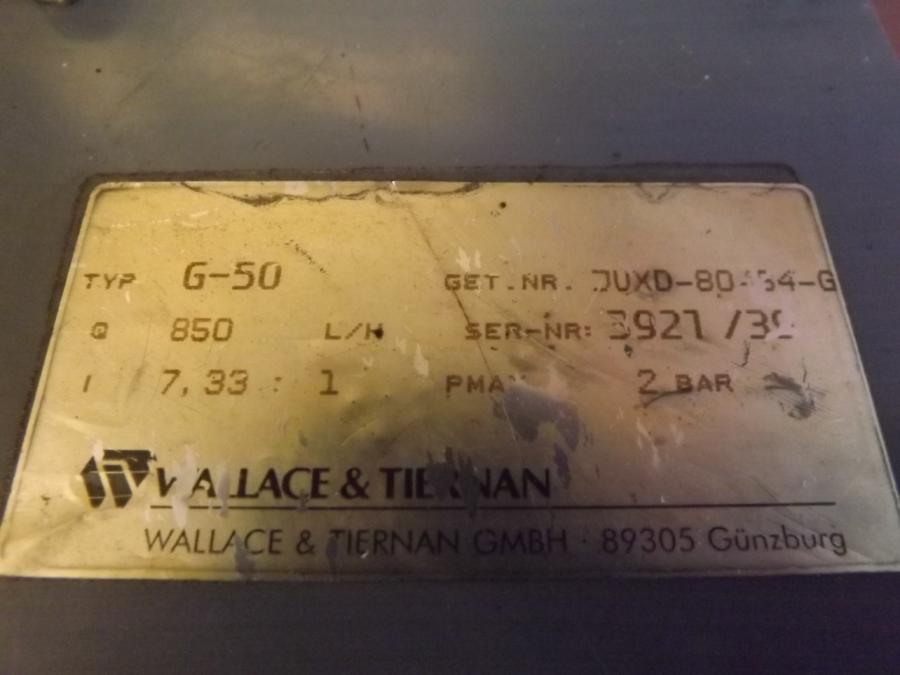 TYP G-50 GET.NR.
Q 850 L/H SER-NR:
I 7,33 : 1 PMAX 2 BAR
WALLACE & TIERNAN
WALLACE & TIERNAN GMBH · 89305 Günzburg